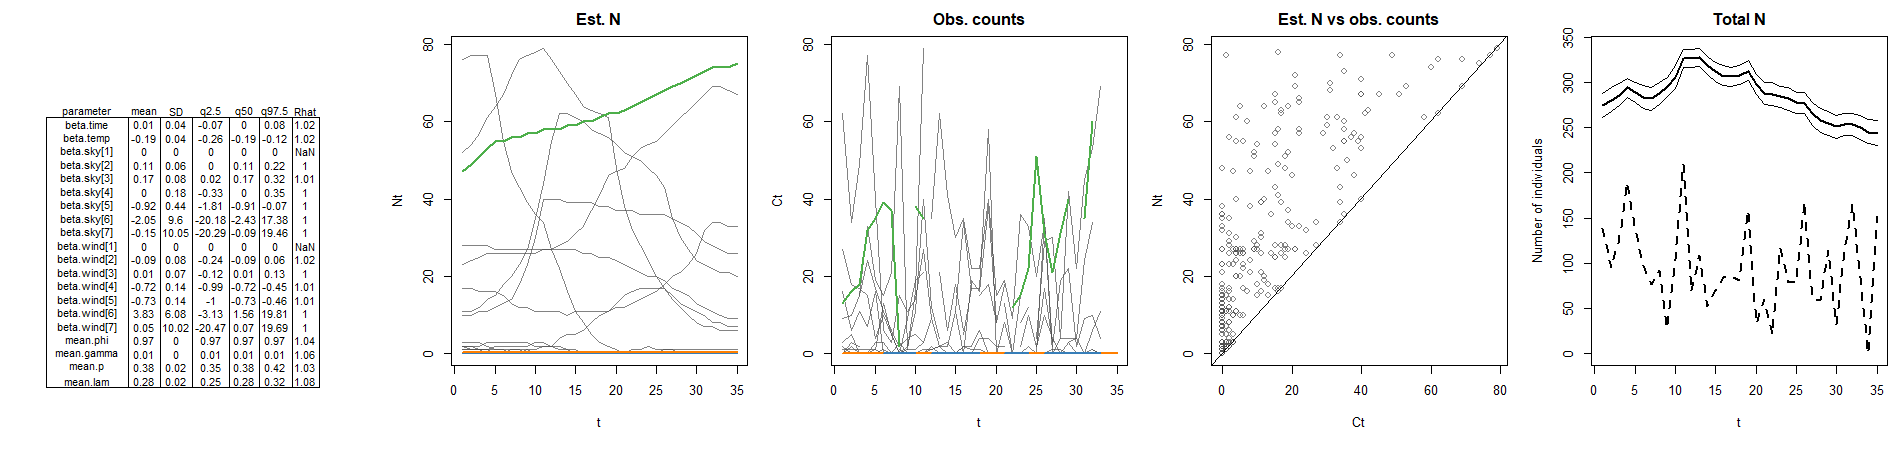 parameter mean SD q2.5 q50 q97.5 Rhat
beta.time 0.01 0.04 -0.07 0 0.08 1.02
beta.temp -0.19 0.04 -0.26 -0.19 -0.12 1.02
beta.sky[1] 0 0 0 0 0 NaN
beta.sky[2] 0.11 0.06 0 0.11 0.22 1
beta.sky[3] 0.17 0.08 0.02 0.17 0.32 1.01
beta.sky[4] 0 0.18 -0.33 0 0.35 1
beta.sky[5] -0.92 0.44 -1.81 -0.91 -0.07 1
beta.sky[6] -2.05 9.6 -20.18 -2.43 17.38 1
beta.sky[7] -0.15 10.05 -20.29 -0.09 19.46 1
beta.wind[1] 0 0 0 0 0 NaN
beta.wind[2] -0.09 0.08 -0.24 -0.09 0.06 1.02
beta.wind[3] 0.01 0.07 -0.12 0.01 0.13 1
beta.wind[4] -0.72 0.14 -0.99 -0.72 -0.45 1.01
beta.wind[5] -0.73 0.14 -1 -0.73 -0.46 1.01
beta.wind[6] 3.83 6.08 -3.13 1.56 19.81 1
beta.wind[7] 0.05 10.02 -20.47 0.07 19.69 1
mean.phi 0.97 0 0.97 0.97 0.97 1.04
mean.gamma 0.01 0 0.01 0.01 0.01 1.06
mean.p 0.38 0.02 0.35 0.38 0.42 1.03
mean.lam 0.28 0.02 0.25 0.28 0.32 1.08
Est. N
Nt
80
60
40
20
0
0 5 10 15 20 25 30 35
t
Obs. counts
Ct
80
60
40
20
0
0 5 10 15 20 25 30 35
t
Est. N vs obs. counts
Nt
80
60
40
20
0
0 20 40 60 80
Ct
Total N
Number of individuals
350
300
250
200
150
100
50
0
0 5 10 15 20 25 30 35
t